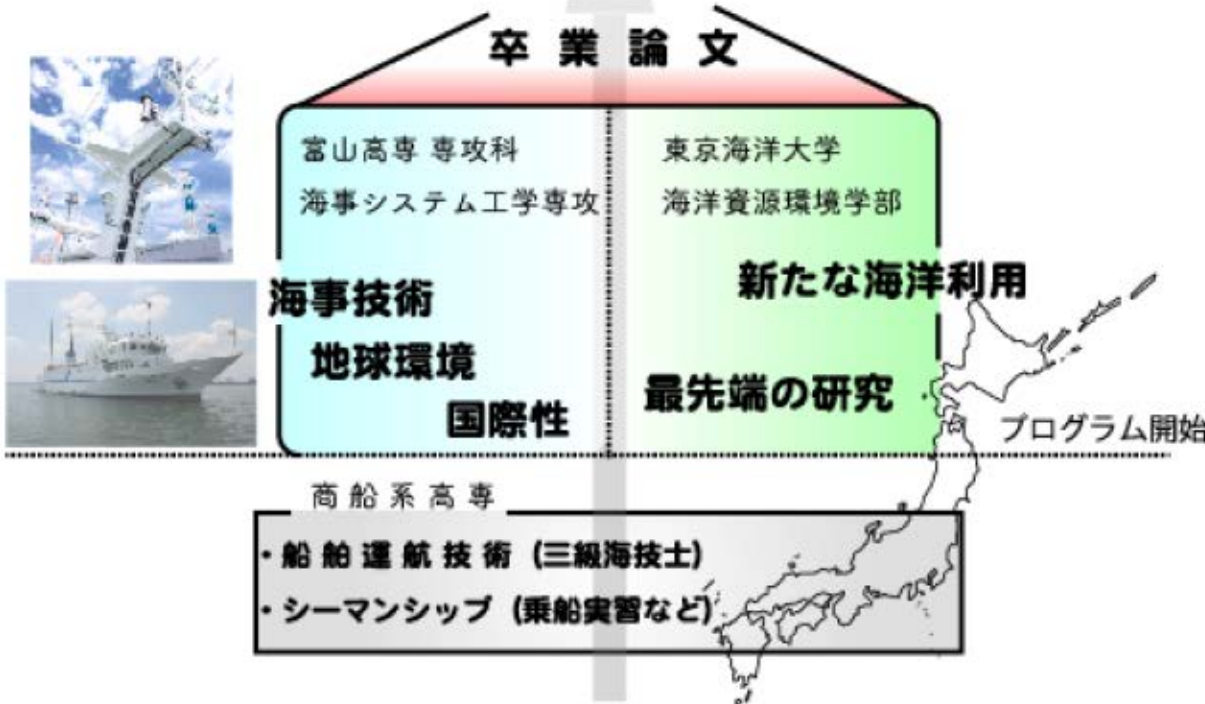 卒業論文
富山高専 専攻科
海事システム工学専攻
東京海洋大学
海洋資源環境学部
海事技術
地球環境
国際性
新たな海洋利用
最先端の研究
プログラム開始
商船系高専
・船舶運航技術 (三級海技士)
・シーマンシップ (乗船実習など)